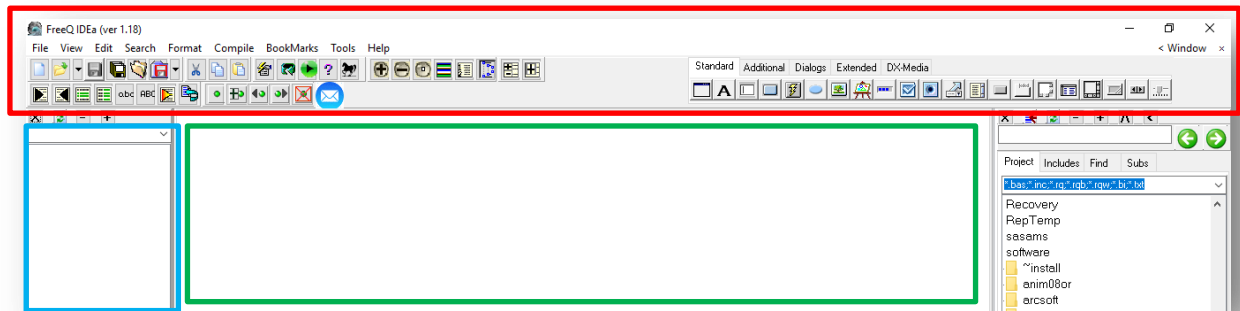 FreeQ IDEa (ver 1.18)
File View Edit Search Format Compile BookMarks Tools Help < Window ×
Standard Additional Dialogs Extended DX-Media
abc ABC a.bc ABC
Project Includes Find Subs
*.bas;*.inc;*.rq;*.rqb;*.rqw;*.bi;*.txt
Recovery
RepTemp
sasams
software
~install
anim08or
arcsoft